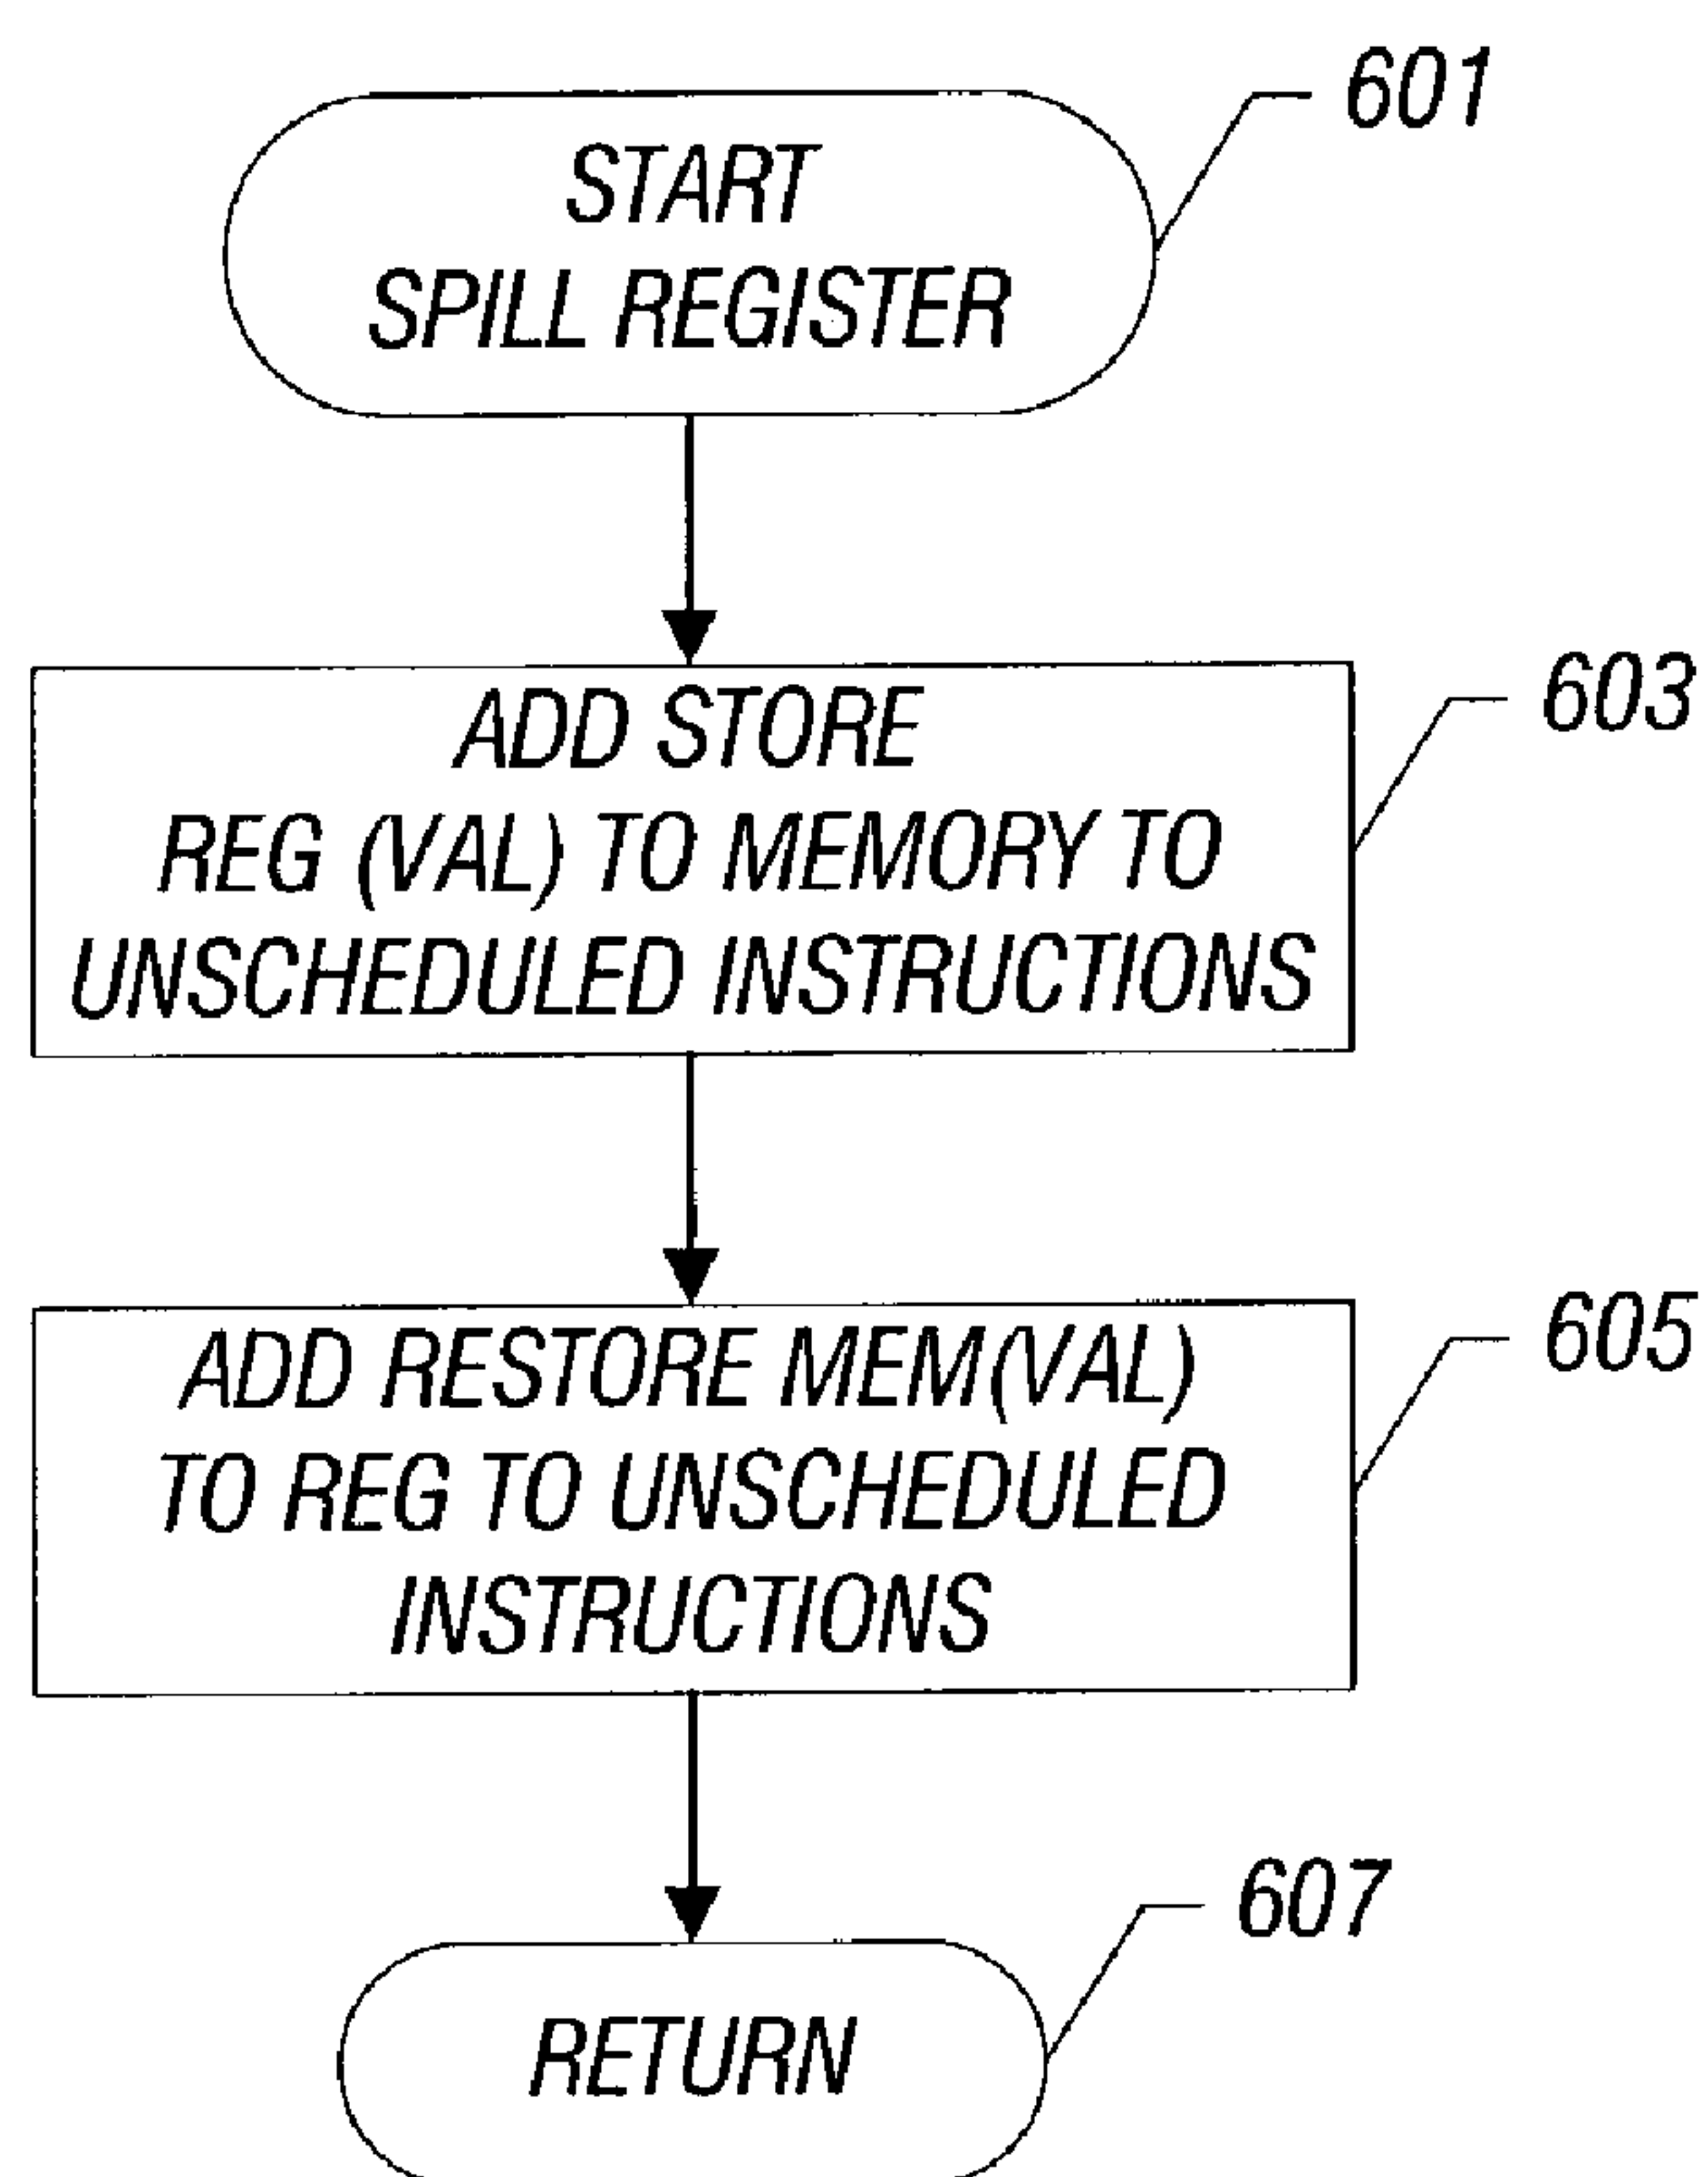 601
START
SPILL REGISTER
603
ADD STORE
REG (VAL) TO MEMORY TO
UNSCHEDULED INSTRUCTIONS
605
ADD RESTORE MEM(VAL)
TO REG TO UNSCHEDULED
INSTRUCTIONS
607
RETURN